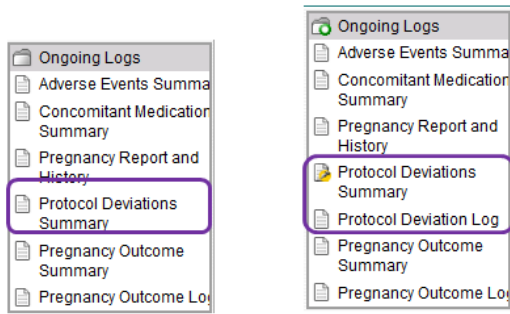 Ongoing Logs
Adverse Events Summa
Concomitant Medication
Summary
Pregnancy Report and
History
Protocol Deviations
Summary
Pregnancy Outcome
Summary
Pregnancy Outcome Log
Ongoing Logs
Adverse Events Summa
Concomitant Medication
Summary
Pregnancy Report and
History
Protocol Deviations
Summary
Protocol Deviation Log
Pregnancy Outcome
Summary
Pregnancy Outcome Log